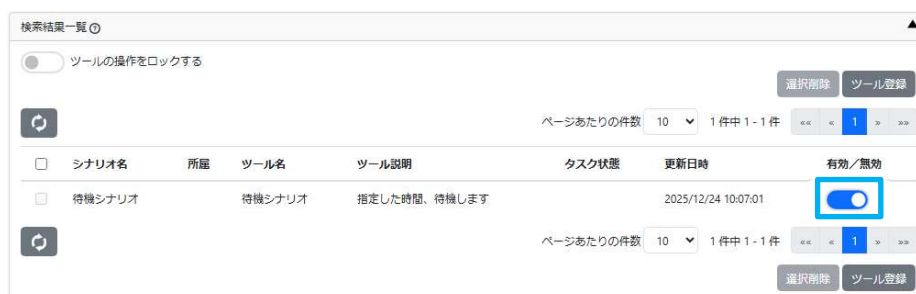 検索結果一覧 ?
▲
ツールの操作をロックする
選択削除 ツール登録
ページあたりの件数 10 1 件中 1 - 1 件 «« « 1 » »»
シナリオ名 所属 ツール名 ツール説明 タスク状態 更新日時 有効／無効
待機シナリオ 待機シナリオ 指定した時間、待機します 2025/12/24 10:07:01
ページあたりの件数 10 1 件中 1 - 1 件 «« « 1 » »»
選択削除 ツール登録